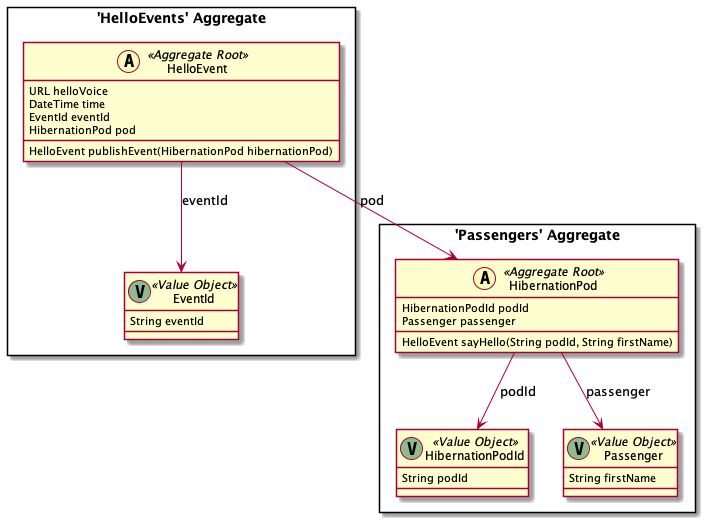 'HelloEvents' Aggregate
A
«Aggregate Root»
HelloEvent
URL helloVoice
DateTime time
EventId eventId
HibernationPod pod
HelloEvent publishEvent(HibernationPod hibernationPod)
eventId
pod
V
«Value Object»
EventId
String eventId
'Passengers' Aggregate
A
«Aggregate Root»
HibernationPod
HibernationPodId podId
Passenger passenger
HelloEvent sayHello(String podId, String firstName)
podId
passenger
V
«Value Object»
HibernationPodId
String podId
V
«Value Object»
Passenger
String firstName